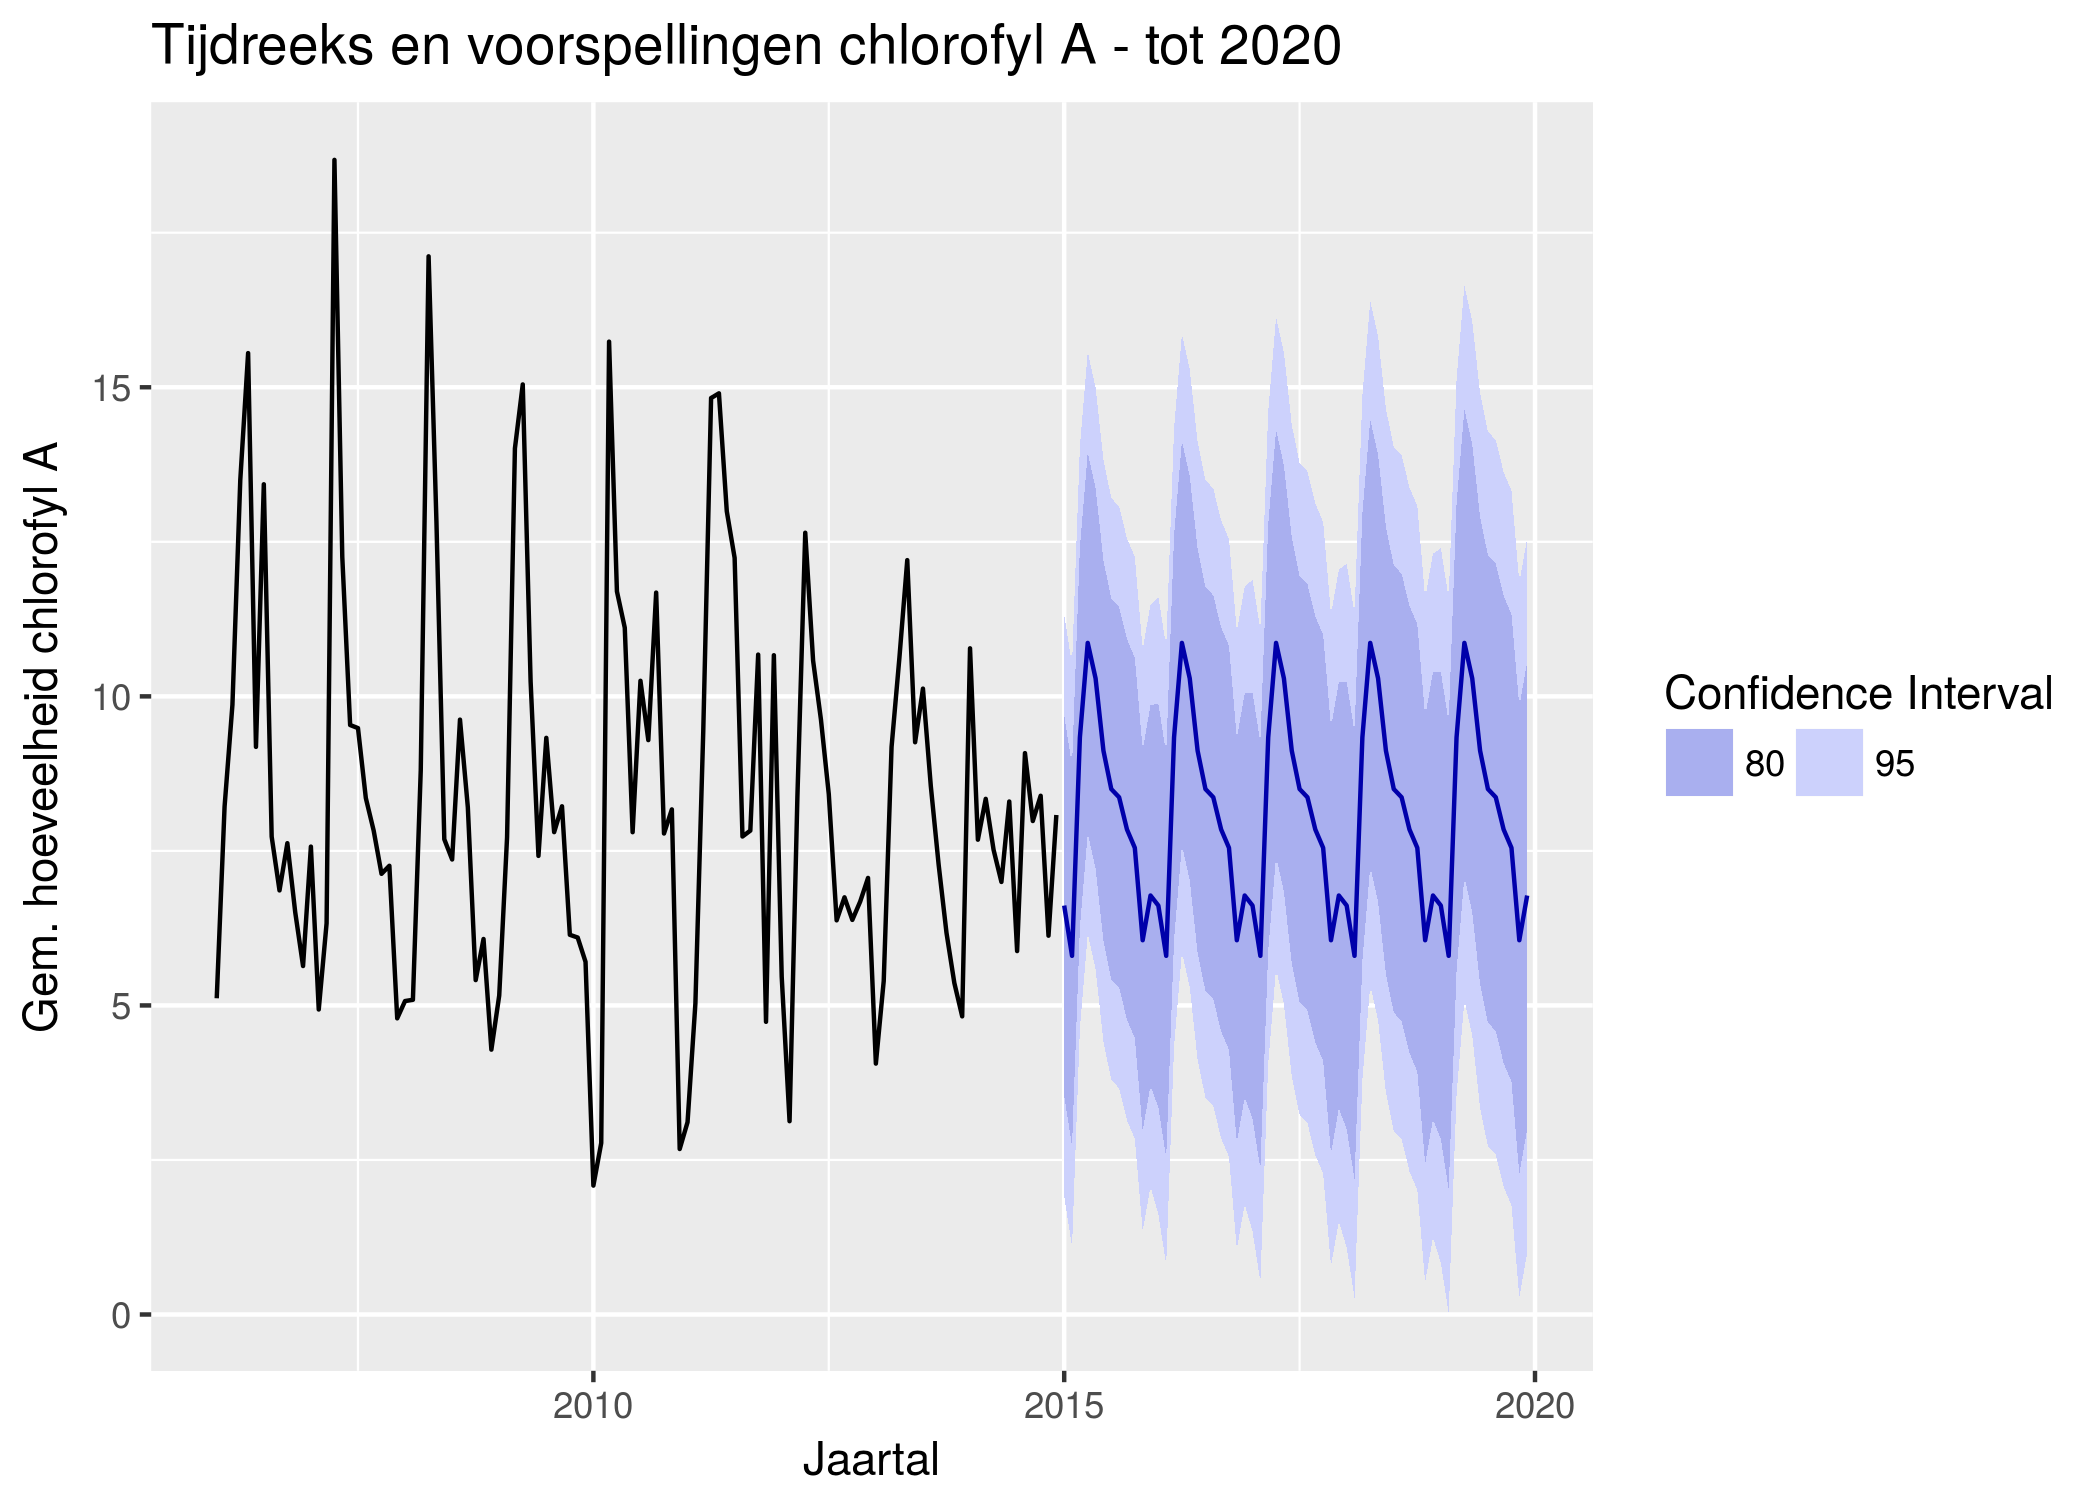 Tijdreeks en voorspellingen chlorofyl A - tot 2020
Gem. hoeveelheid chlorofyl A
15
10
5
0
2010 2015 2020
Jaartal
Confidence Interval
80 95